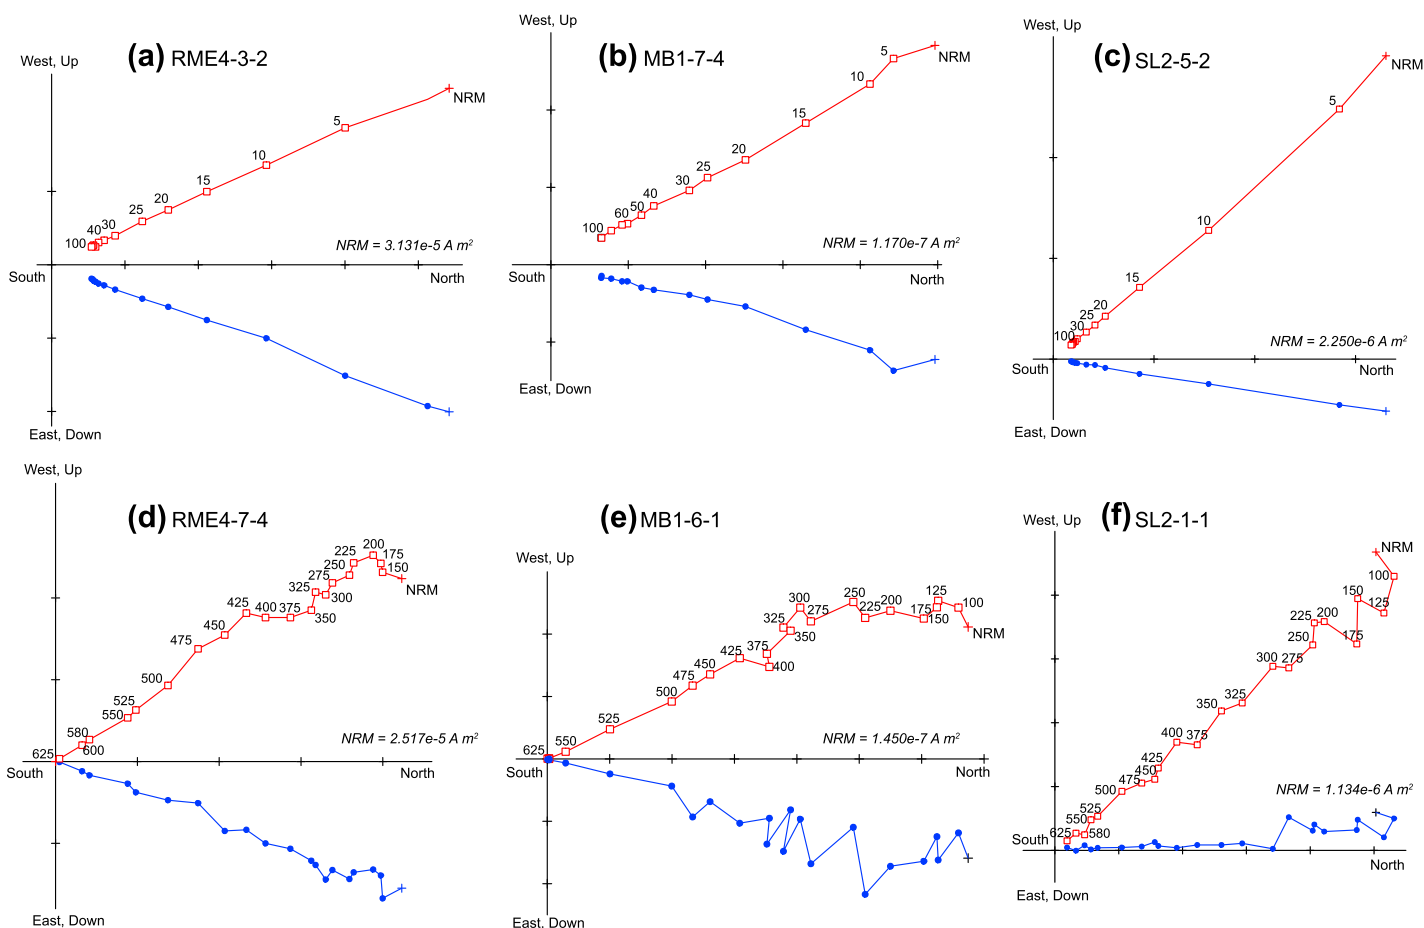 West, Up
(a) RME4-3-2
NRM
5
10
15
20
25
30
40
100
NRM = 3.131e-5 A m²
South
North
East, Down
West, Up
(b) MB1-7-4
5
NRM
10
15
20
25
30
40
50
60
100
NRM = 1.170e-7 A m²
South
North
East, Down
West, Up
(c) SL2-5-2
NRM
5
10
15
20
25
30
100
NRM = 2.250e-6 A m²
South
North
East, Down
West, Up
(d) RME4-7-4
200
225
175
250
150
275
NRM
325
300
425
400
375
350
450
475
500
525
550
580
600
625
NRM = 2.517e-5 A m²
South
North
East, Down
West, Up
(e) MB1-6-1
125
100
250
200
300
275
225
175
150
325
NRM
350
375
425
400
450
475
500
525
550
625
NRM = 1.450e-7 A m²
South
North
East, Down
West, Up
(f) SL2-1-1
NRM
100
150
125
225
200
250
175
300
275
325
350
400
375
425
450
475
500
525
550
580
625
NRM = 1.134e-6 A m²
South
North
East, Down